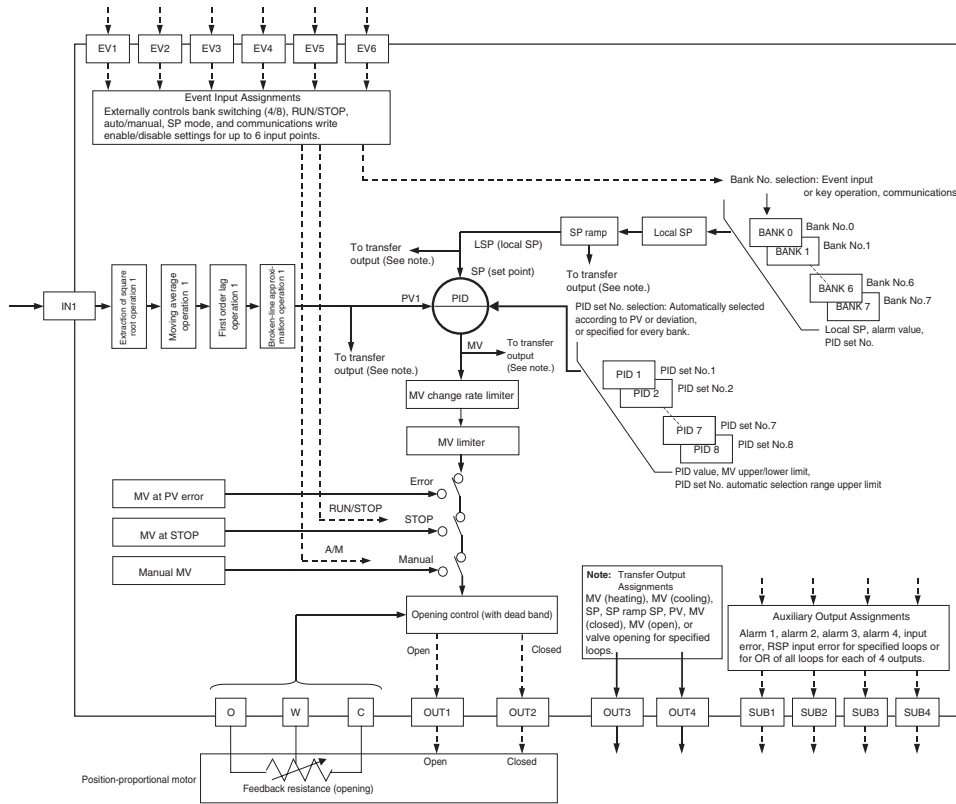 EV1
EV2
EV3
EV4
EV5
EV6
Event Input Assignments
Externally controls bank switching (4/8), RUN/STOP,
auto/manual, SP mode, and communications write
enable/disable settings for up to 6 input points.
Bank No. selection: Event input
or key operation, communications
BANK 0
Bank No.0
BANK 1
Bank No.1
BANK 6
Bank No.6
BANK 7
Bank No.7
Local SP, alarm value,
PID set No.
Local SP
SP ramp
LSP (local SP)
To transfer
output (See note.)
To transfer
output (See note.)
SP (set point)
IN1
Extraction of square
root operation 1
Moving average
operation 1
First order lag
operation 1
Broken-line approxi-
mation operation 1
PV1
PID
To transfer
output (See note.)
MV
To transfer
output
(See note.)
PID set No. selection: Automatically selected
according to PV or deviation,
or specified for every bank.
PID 1
PID set No.1
PID 2
PID set No.2
PID 7
PID set No.7
PID 8
PID set No.8
PID value, MV upper/lower limit,
PID set No. automatic selection range upper limit
MV change rate limiter
MV limiter
MV at PV error
Error
RUN/STOP
MV at STOP
STOP
A/M
Manual MV
Manual
Opening control (with dead band)
Open
Closed
Note: Transfer Output
Assignments
MV (heating), MV (cooling),
SP, SP ramp SP, PV, MV
(closed), MV (open), or
valve opening for specified
loops.
Auxiliary Output Assignments
Alarm 1, alarm 2, alarm 3, alarm 4, input
error, RSP input error for specified loops or
for OR of all loops for each of 4 outputs.
O
W
C
OUT1
OUT2
OUT3
OUT4
SUB1
SUB2
SUB3
SUB4
Open
Closed
Position-proportional motor
Feedback resistance (opening)